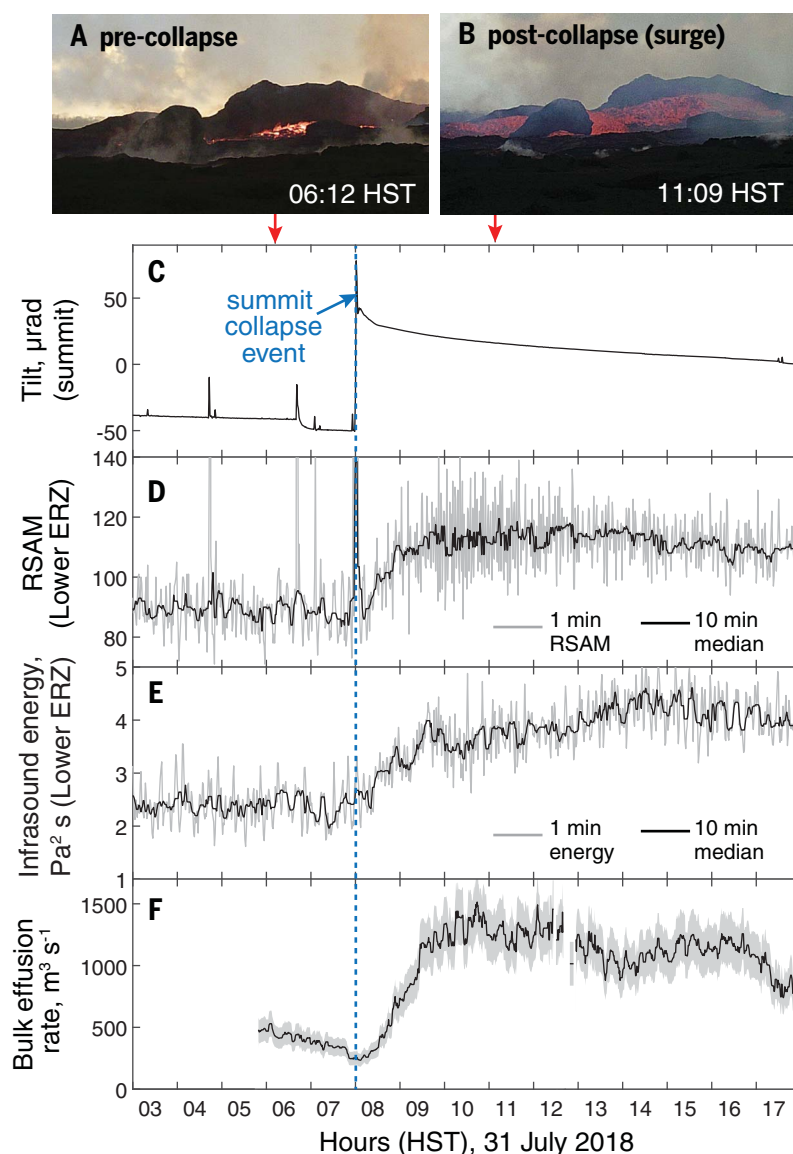 A pre-collapse
B post-collapse (surge)
06:12 HST
11:09 HST
C
summit
collapse
event
Tilt, µrad
(summit)
50
0
-50
D
RSAM
(Lower ERZ)
140
120
100
80
1 min
RSAM
10 min
median
E
Infrasound energy,
Pa² s (Lower ERZ)
5
4
3
2
1
1 min
energy
10 min
median
F
Bulk effusion
rate, m³ s⁻¹
1500
1000
500
0
03 04 05 06 07 08 09 10 11 12 13 14 15 16 17
Hours (HST), 31 July 2018